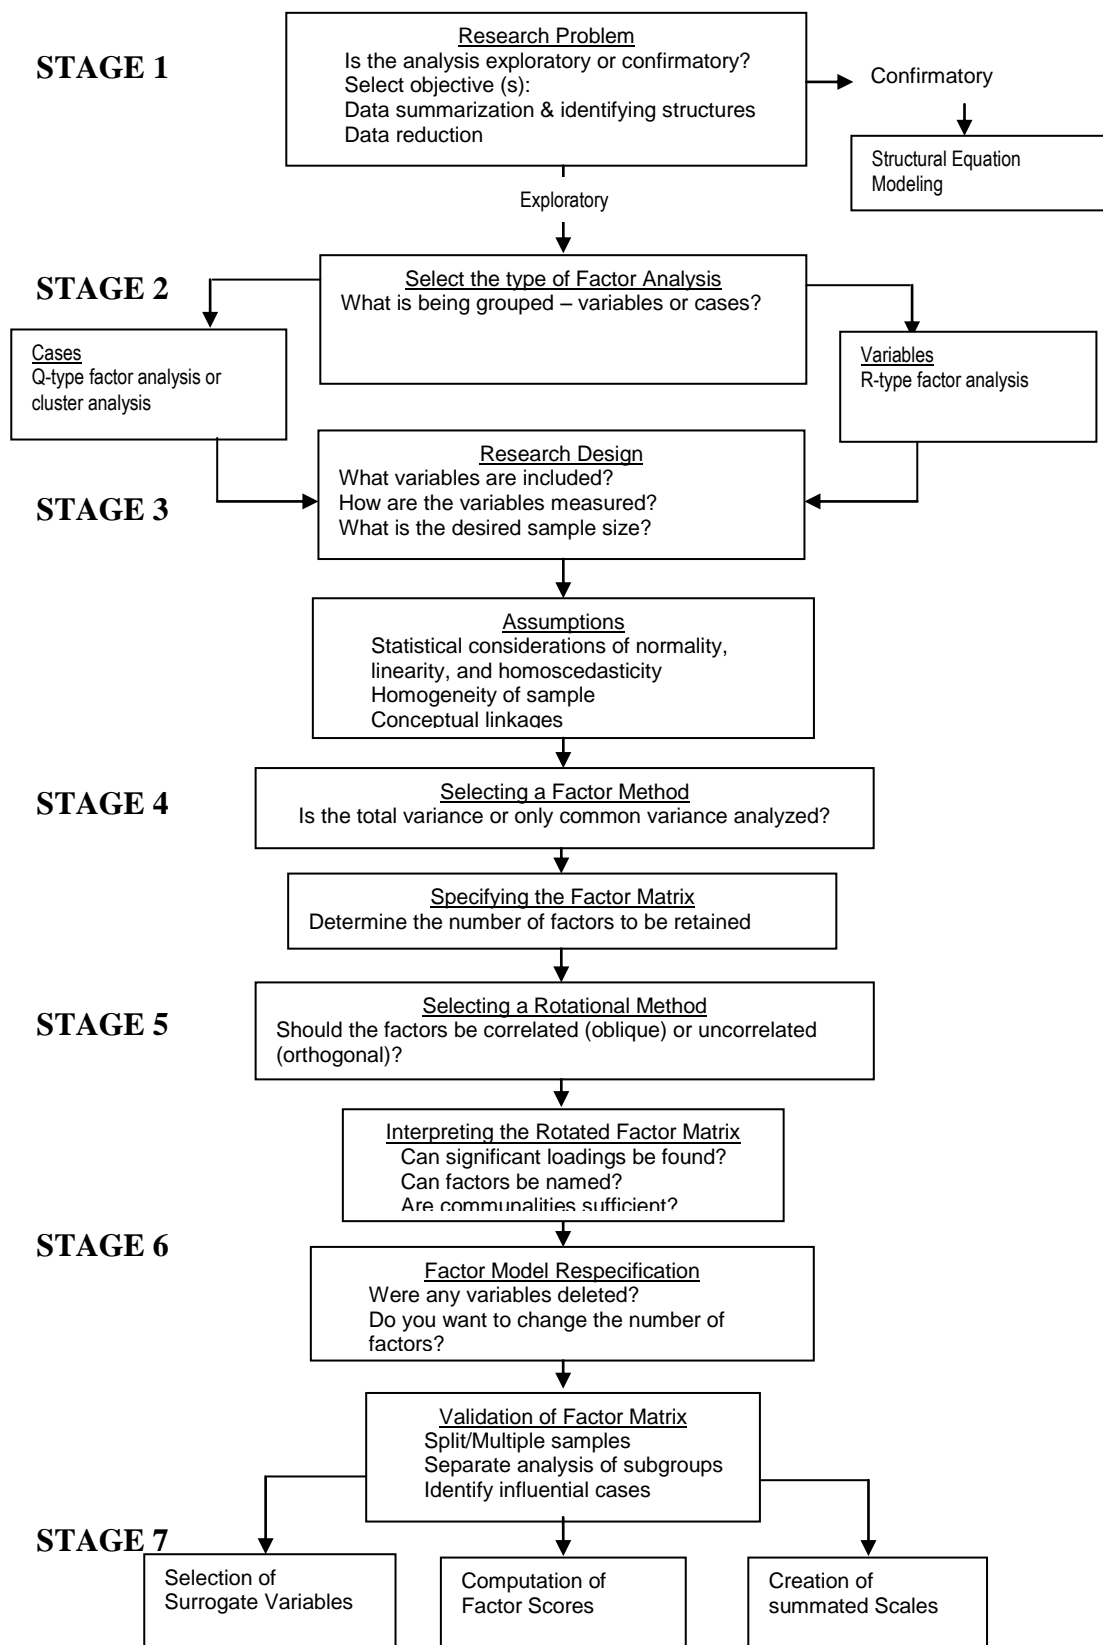 STAGE 1
Research Problem
Is the analysis exploratory or confirmatory?
Select objective (s):
Data summarization & identifying structures
Data reduction
Confirmatory
Structural Equation
Modeling
Exploratory
STAGE 2
Select the type of Factor Analysis
What is being grouped – variables or cases?
Cases
Q-type factor analysis or
cluster analysis
Variables
R-type factor analysis
STAGE 3
Research Design
What variables are included?
How are the variables measured?
What is the desired sample size?
Assumptions
Statistical considerations of normality,
linearity, and homoscedasticity
Homogeneity of sample
Conceptual linkages
STAGE 4
Selecting a Factor Method
Is the total variance or only common variance analyzed?
Specifying the Factor Matrix
Determine the number of factors to be retained
STAGE 5
Selecting a Rotational Method
Should the factors be correlated (oblique) or uncorrelated
(orthogonal)?
Interpreting the Rotated Factor Matrix
Can significant loadings be found?
Can factors be named?
Are communalities sufficient?
STAGE 6
Factor Model Respecification
Were any variables deleted?
Do you want to change the number of
factors?
Validation of Factor Matrix
Split/Multiple samples
Separate analysis of subgroups
Identify influential cases
STAGE 7
Selection of
Surrogate Variables
Computation of
Factor Scores
Creation of
summated Scales